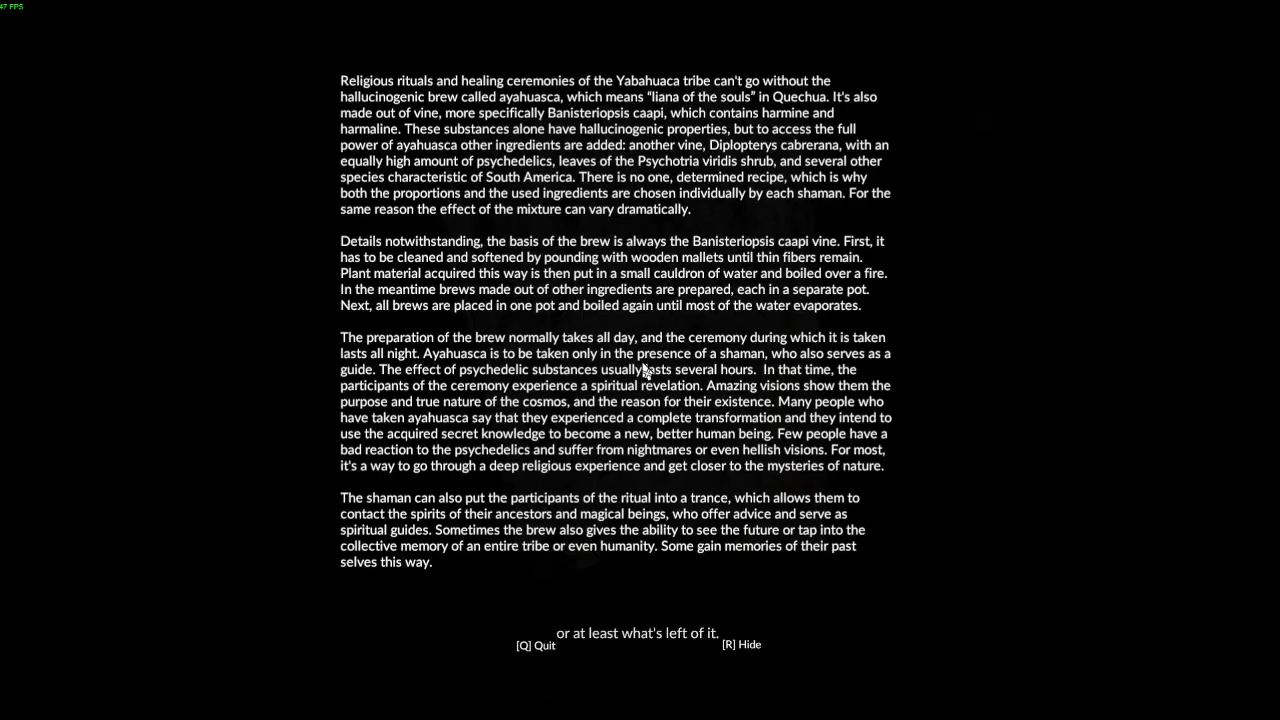 47 FPS
Religious rituals and healing ceremonies of the Yabahuaca tribe can't go without the
hallucinogenic brew called ayahuasca, which means “liana of the souls” in Quechua. It's also
made out of vine, more specifically Banisteriopsis caapi, which contains harmine and
harmaline. These substances alone have hallucinogenic properties, but to access the full
power of ayahuasca other ingredients are added: another vine, Diplopterys cabrerana, with an
equally high amount of psychedelics, leaves of the Psychotria viridis shrub, and several other
species characteristic of South America. There is no one, determined recipe, which is why
both the proportions and the used ingredients are chosen individually by each shaman. For the
same reason the effect of the mixture can vary dramatically.
Details notwithstanding, the basis of the brew is always the Banisteriopsis caapi vine. First, it
has to be cleaned and softened by pounding with wooden mallets until thin fibers remain.
Plant material acquired this way is then put in a small cauldron of water and boiled over a fire.
In the meantime brews made out of other ingredients are prepared, each in a separate pot.
Next, all brews are placed in one pot and boiled again until most of the water evaporates.
The preparation of the brew normally takes all day, and the ceremony during which it is taken
lasts all night. Ayahuasca is to be taken only in the presence of a shaman, who also serves as a
guide. The effect of psychedelic substances usually lasts several hours.  In that time, the
participants of the ceremony experience a spiritual revelation. Amazing visions show them the
purpose and true nature of the cosmos, and the reason for their existence. Many people who
have taken ayahuasca say that they experienced a complete transformation and they intend to
use the acquired secret knowledge to become a new, better human being. Few people have a
bad reaction to the psychedelics and suffer from nightmares or even hellish visions. For most,
it's a way to go through a deep religious experience and get closer to the mysteries of nature.
The shaman can also put the participants of the ritual into a trance, which allows them to
contact the spirits of their ancestors and magical beings, who offer advice and serve as
spiritual guides. Sometimes the brew also gives the ability to see the future or tap into the
collective memory of an entire tribe or even humanity. Some gain memories of their past
selves this way.
or at least what's left of it.
[Q] Quit [R] Hide